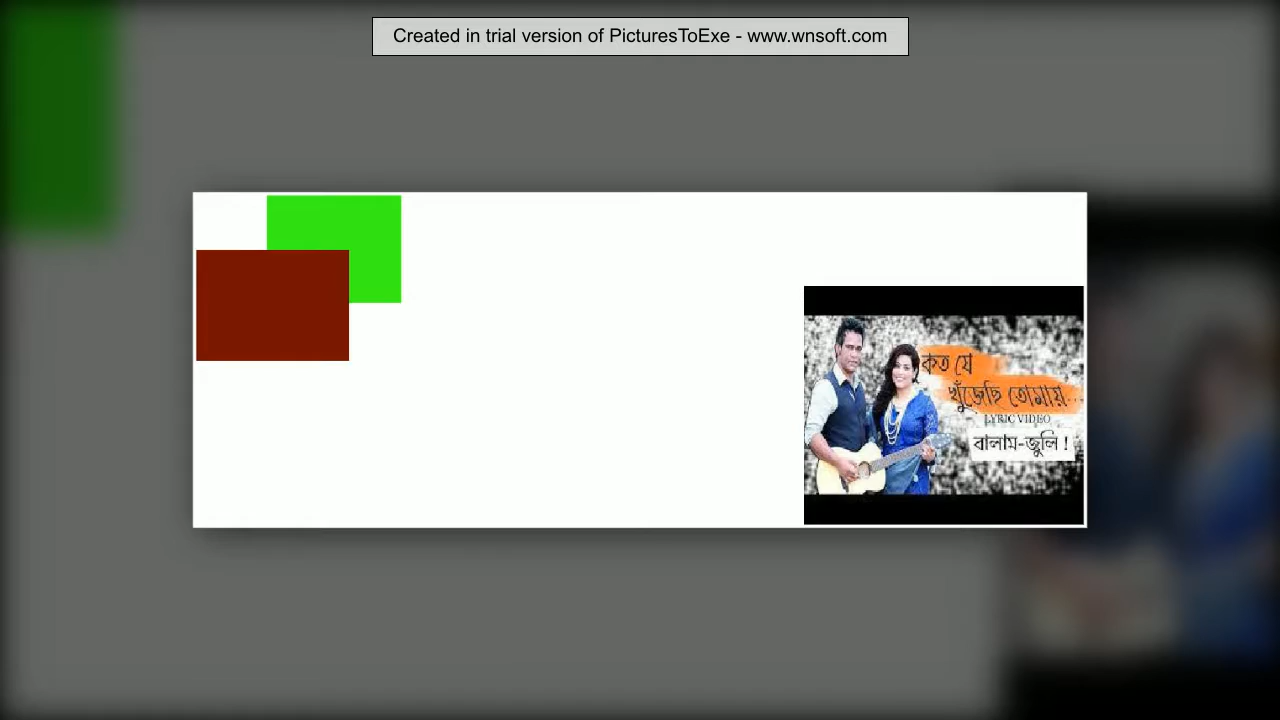 Created in trial version of PicturesToExe - www.wnsoft.com
কত যে
খুঁজেছি তোমায়...
LYRIC VIDEO
বালাম-জুলি !